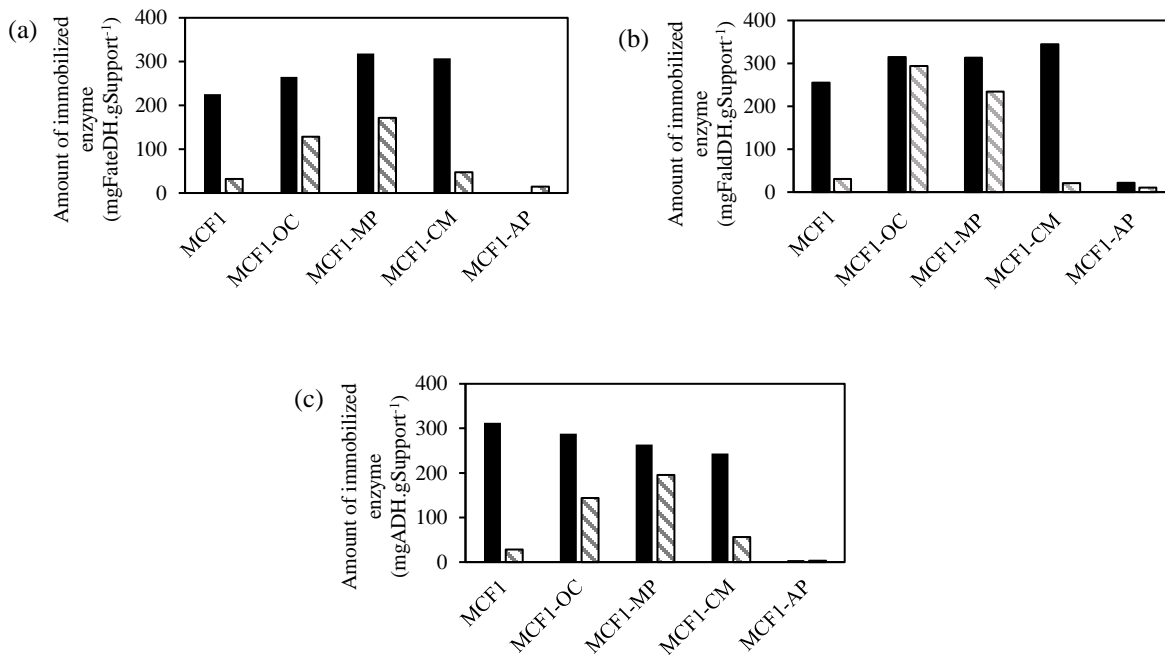 (a)
Amount of immobilized
enzyme
(mgFateDH.gSupport-1)
400
300
200
100
0
MCF1
MCF1-OC
MCF1-MP
MCF1-CM
MCF1-AP
(b)
Amount of immobilized
enzyme
(mgFaldDH.gSupport-1)
400
300
200
100
0
MCF1
MCF1-OC
MCF1-MP
MCF1-CM
MCF1-AP
(c)
Amount of immobilized
enzyme
(mgADH.gSupport-1)
400
300
200
100
0
MCF1
MCF1-OC
MCF1-MP
MCF1-CM
MCF1-AP